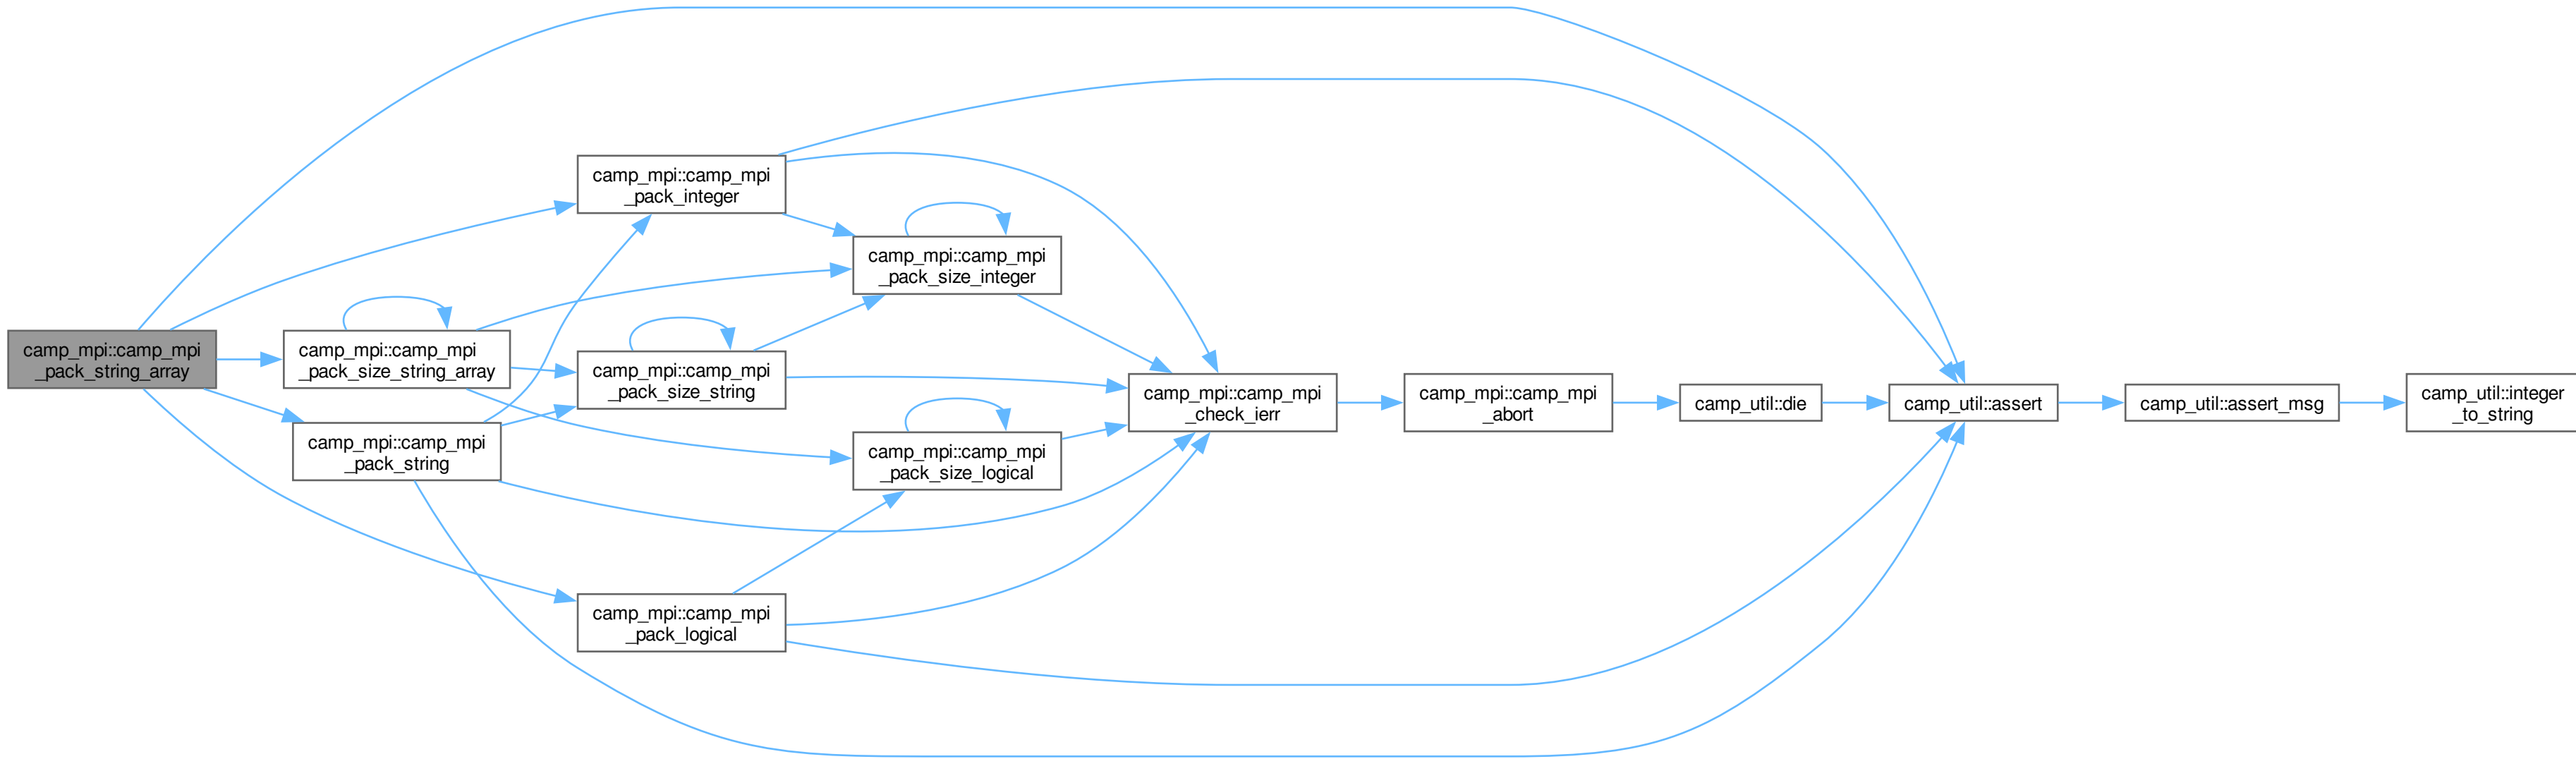 camp_mpi::camp_mpi
_pack_string_array
camp_mpi::camp_mpi
_pack_size_string_array
camp_mpi::camp_mpi
_pack_string
camp_mpi::camp_mpi
_pack_integer
camp_mpi::camp_mpi
_pack_size_string
camp_mpi::camp_mpi
_pack_logical
camp_mpi::camp_mpi
_pack_size_integer
camp_mpi::camp_mpi
_pack_size_logical
camp_mpi::camp_mpi
_check_ierr
camp_mpi::camp_mpi
_abort
camp_util::die
camp_util::assert
camp_util::assert_msg
camp_util::integer
_to_string